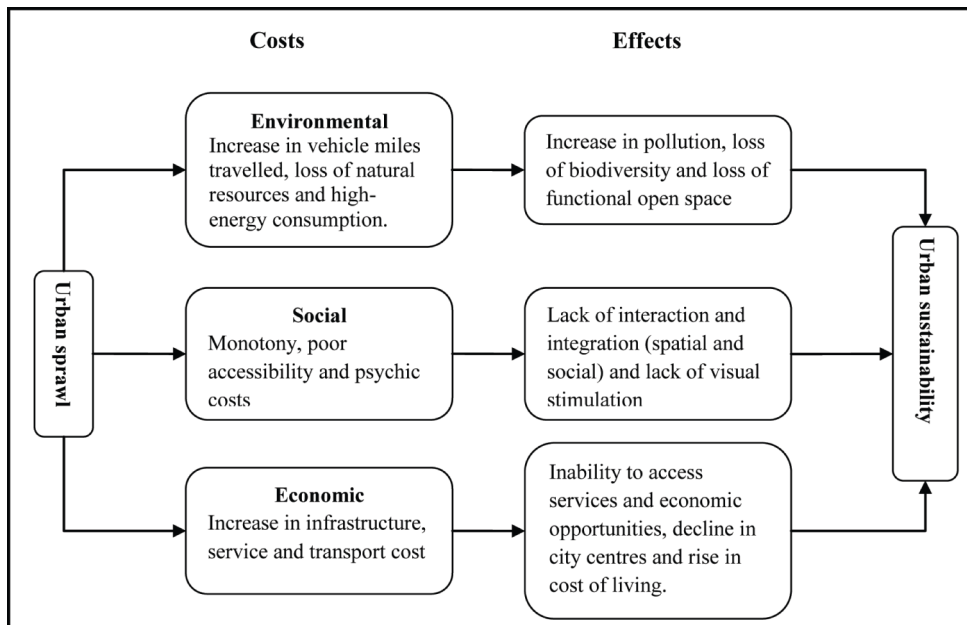 Costs
Effects
Urban sprawl
Environmental
Increase in vehicle miles
travelled, loss of natural
resources and high-
energy consumption.
Increase in pollution, loss
of biodiversity and loss of
functional open space
Social
Monotony, poor
accessibility and psychic
costs
Lack of interaction and
integration (spatial and
social) and lack of visual
stimulation
Economic
Increase in infrastructure,
service and transport cost
Inability to access
services and economic
opportunities, decline in
city centres and rise in
cost of living.
Urban sustainability